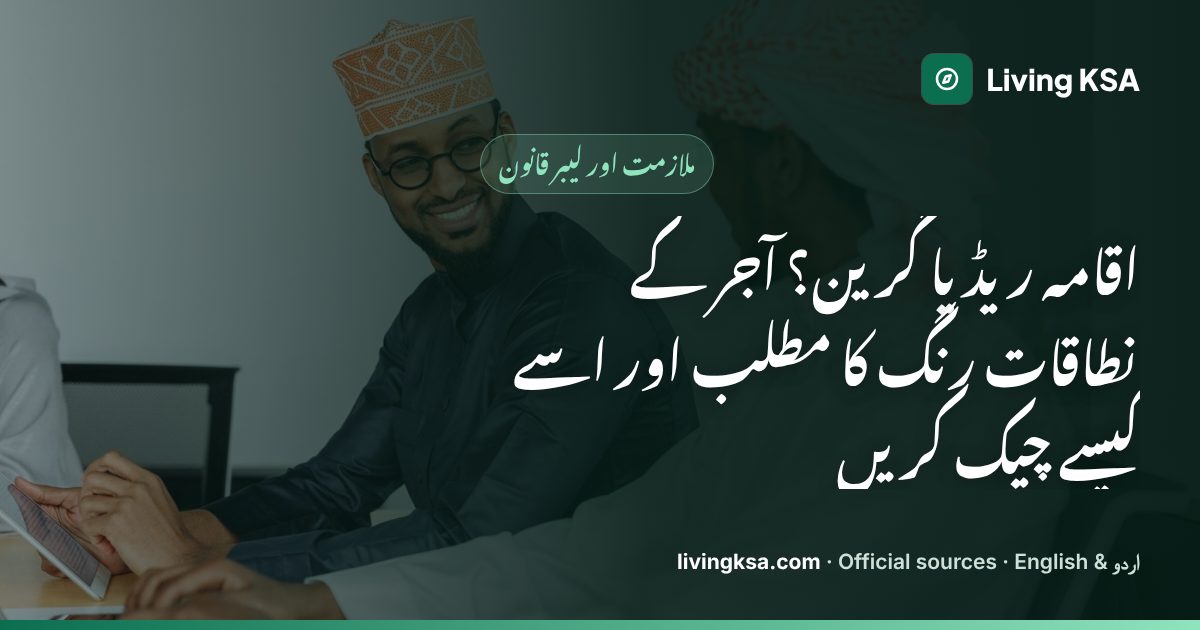 Living KSA
ملازمت اور لیبر قانون
اقامہ ریڈ یا گرین؟ آجر کے
نطاقات رنگ کا مطلب اور اسے
کیسے چیک کریں
livingksa.com · Official sources · English & اردو